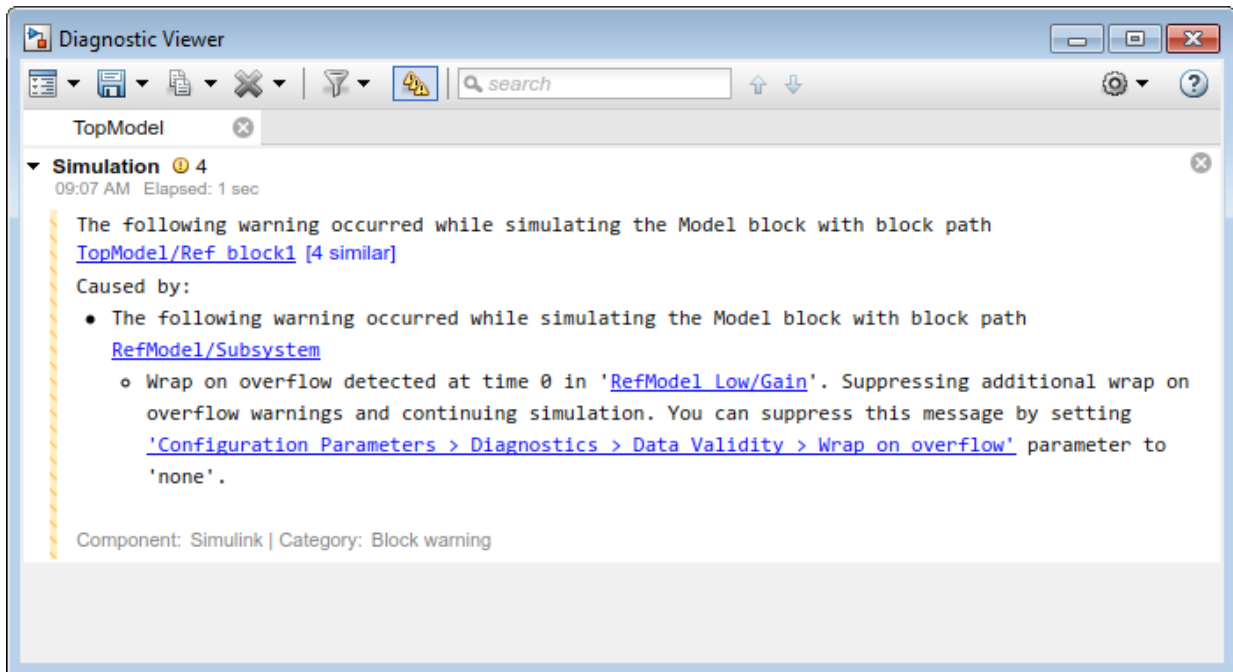 Diagnostic Viewer
search
TopModel
Simulation 4
09:07 AM Elapsed: 1 sec
The following warning occurred while simulating the Model block with block path
TopModel/Ref block1 [4 similar]
Caused by:
• The following warning occurred while simulating the Model block with block path
RefModel/Subsystem
o Wrap on overflow detected at time 0 in 'RefModel Low/Gain'. Suppressing additional wrap on
overflow warnings and continuing simulation. You can suppress this message by setting
'Configuration Parameters > Diagnostics > Data Validity > Wrap on overflow' parameter to
'none'.
Component: Simulink | Category: Block warning